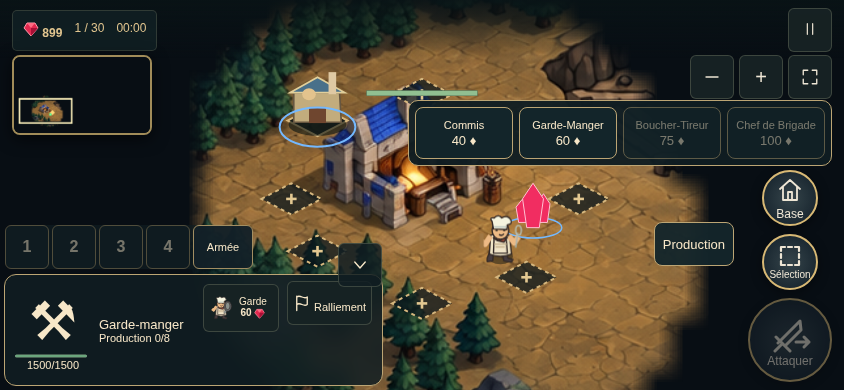 899 1 / 30 00:00
Commis Garde-Manger Boucher-Tireur Chef de Brigade
40 60 75 100
Base
Production
Sélection
Attaquer
1 2 3 4 Armée
Garde-manger
Production 0/8
1500/1500
Garde
60
Ralliement